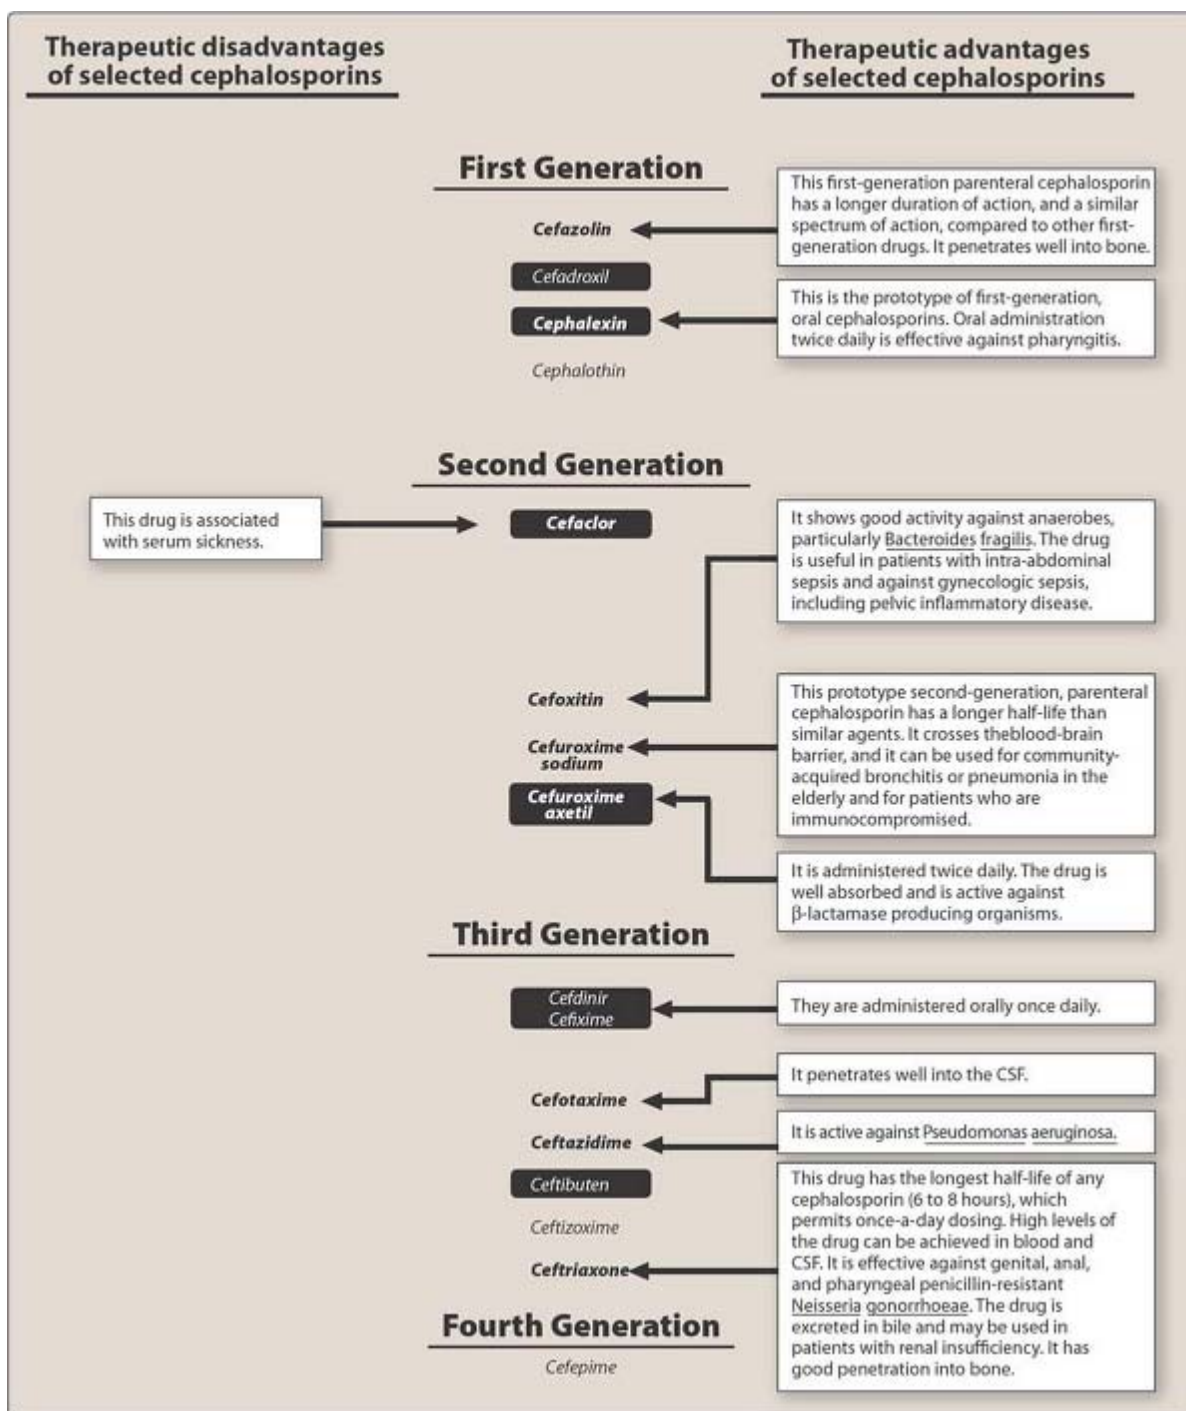 Therapeutic disadvantages
of selected cephalosporins
Therapeutic advantages
of selected cephalosporins
First Generation
Cefazolin
This first-generation parenteral cephalosporin
has a longer duration of action, and a similar
spectrum of action, compared to other first-
generation drugs. It penetrates well into bone.
Cefadroxil
Cephalexin
This is the prototype of first-generation,
oral cephalosporins. Oral administration
twice daily is effective against pharyngitis.
Cephalothin
Second Generation
This drug is associated
with serum sickness.
Cefaclor
It shows good activity against anaerobes,
particularly Bacteroides fragilis. The drug
is useful in patients with intra-abdominal
sepsis and against gynecologic sepsis,
including pelvic inflammatory disease.
Cefoxitin
Cefuroxime
sodium
This prototype second-generation, parenteral
cephalosporin has a longer half-life than
similar agents. It crosses theblood-brain
barrier, and it can be used for community-
acquired bronchitis or pneumonia in the
elderly and for patients who are
immunocompromised.
Cefuroxime
axetil
It is administered twice daily. The drug is
well absorbed and is active against
β-lactamase producing organisms.
Third Generation
Cefdinir
Cefixime
They are administered orally once daily.
Cefotaxime
It penetrates well into the CSF.
Ceftazidime
It is active against Pseudomonas aeruginosa.
Ceftibuten
Ceftizoxime
Ceftriaxone
This drug has the longest half-life of any
cephalosporin (6 to 8 hours), which
permits once-a-day dosing. High levels of
the drug can be achieved in blood and
CSF. It is effective against genital, anal,
and pharyngeal penicillin-resistant
Neisseria gonorrhoeae. The drug is
excreted in bile and may be used in
patients with renal insufficiency. It has
good penetration into bone.
Fourth Generation
Cefepime